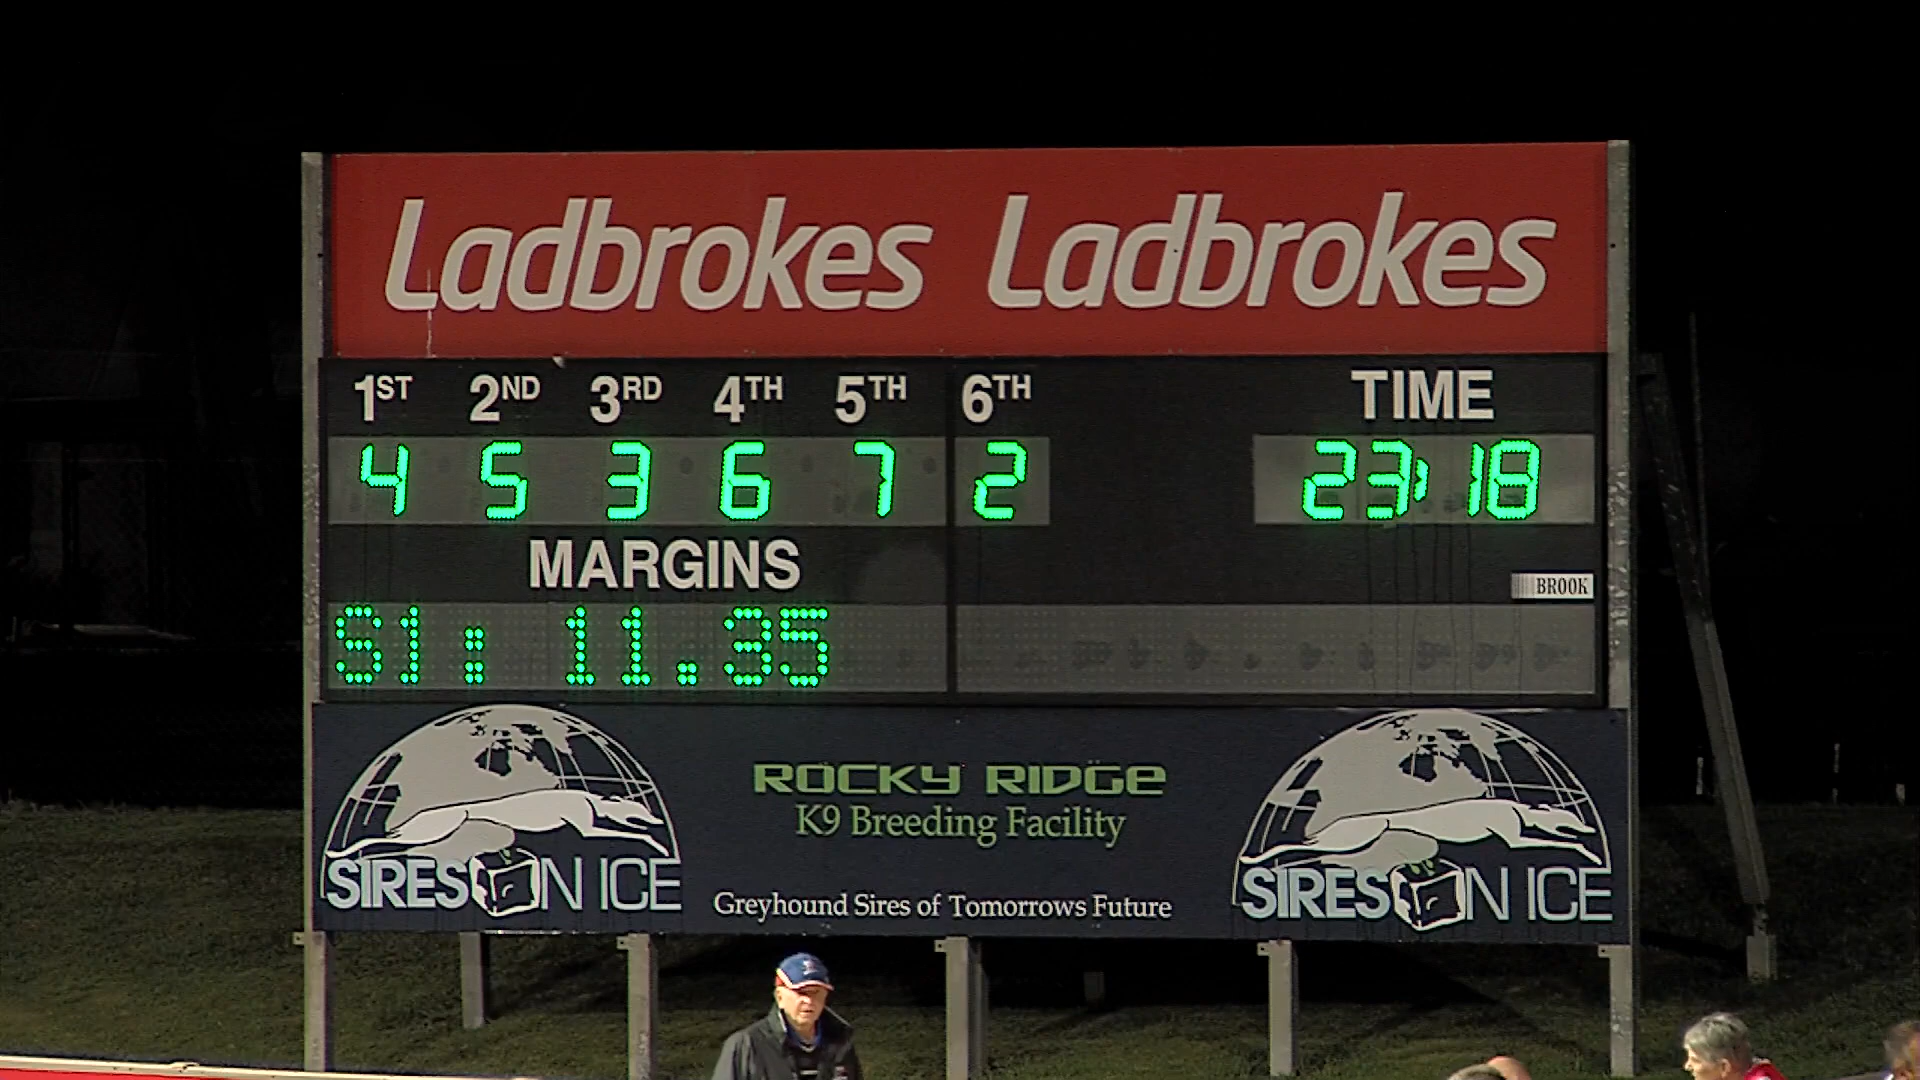 Ladbrokes Ladbrokes
1ST 2ND 3RD 4TH 5TH 6TH TIME
4 5 3 6 7 2 23.18
MARGINS
BROOK
S1: 11.35
ROCKY RIDGE
K9 Breeding Facility
SIRES ON ICE
Greyhound Sires of Tomorrows Future
SIRES ON ICE